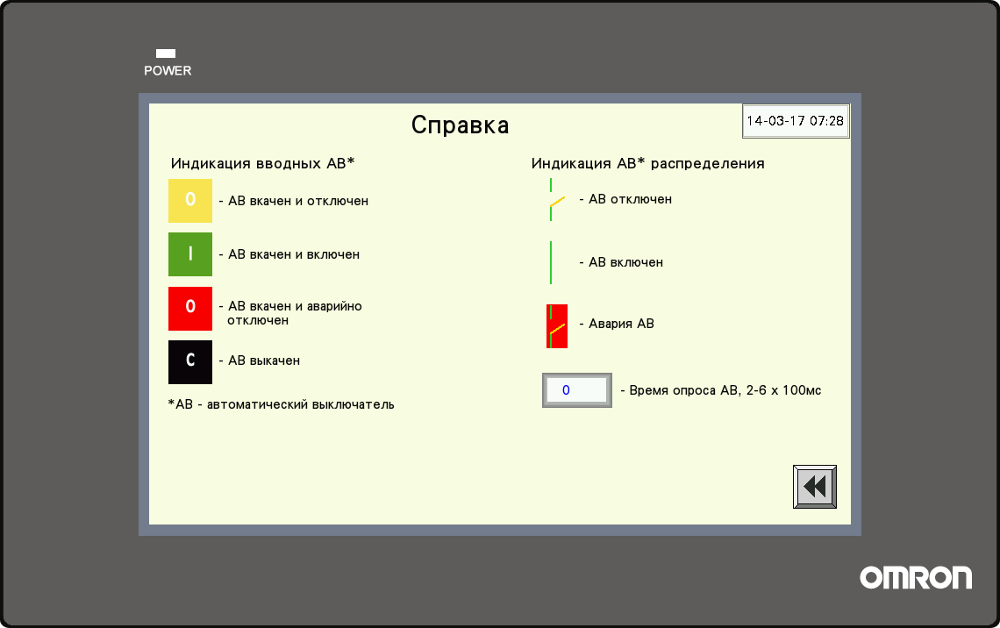 POWER
Справка
14-03-17 07:28
Индикация вводных АВ*
0
- АВ вкачен и отключен
I
- АВ вкачен и включен
0
- АВ вкачен и аварийно
отключен
С
- АВ выкачен
*АВ - автоматический выключатель
Индикация АВ* распределения
- АВ отключен
- АВ включен
- Авария АВ
0
- Время опроса АВ, 2-6 х 100мс
OMRON